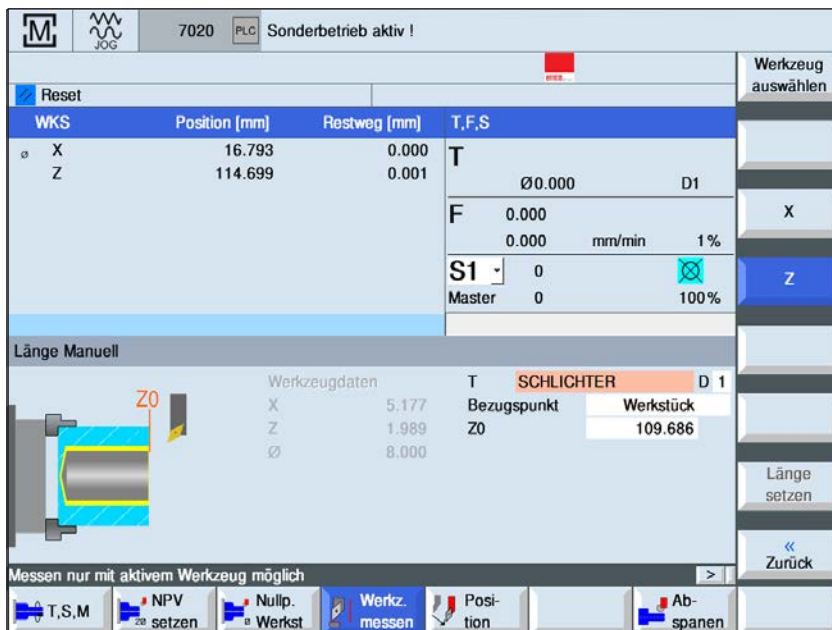 M
JOG
7020 PLC Sonderbetrieb aktiv !
Reset
WKS Position [mm] Restweg [mm] T,F,S
ø X 16.793 0.000
Z 114.699 0.001
T
Ø0.000 D1
F 0.000
0.000 mm/min 1%
S1 0
Master 0 100%
Länge Manuell
Z0
Werkzeugdaten
X 5.177
Z 1.989
Ø 8.000
T SCHLICHTER D 1
Bezugspunkt Werkstück
Z0 109.686
Messen nur mit aktivem Werkzeug möglich >
T,S,M
NPV
setzen
Nullp.
Werkst
Werkz.
messen
Posi-
tion
Ab-
spanen
Werkzeug
auswählen
X
Z
Länge
setzen
«
Zurück